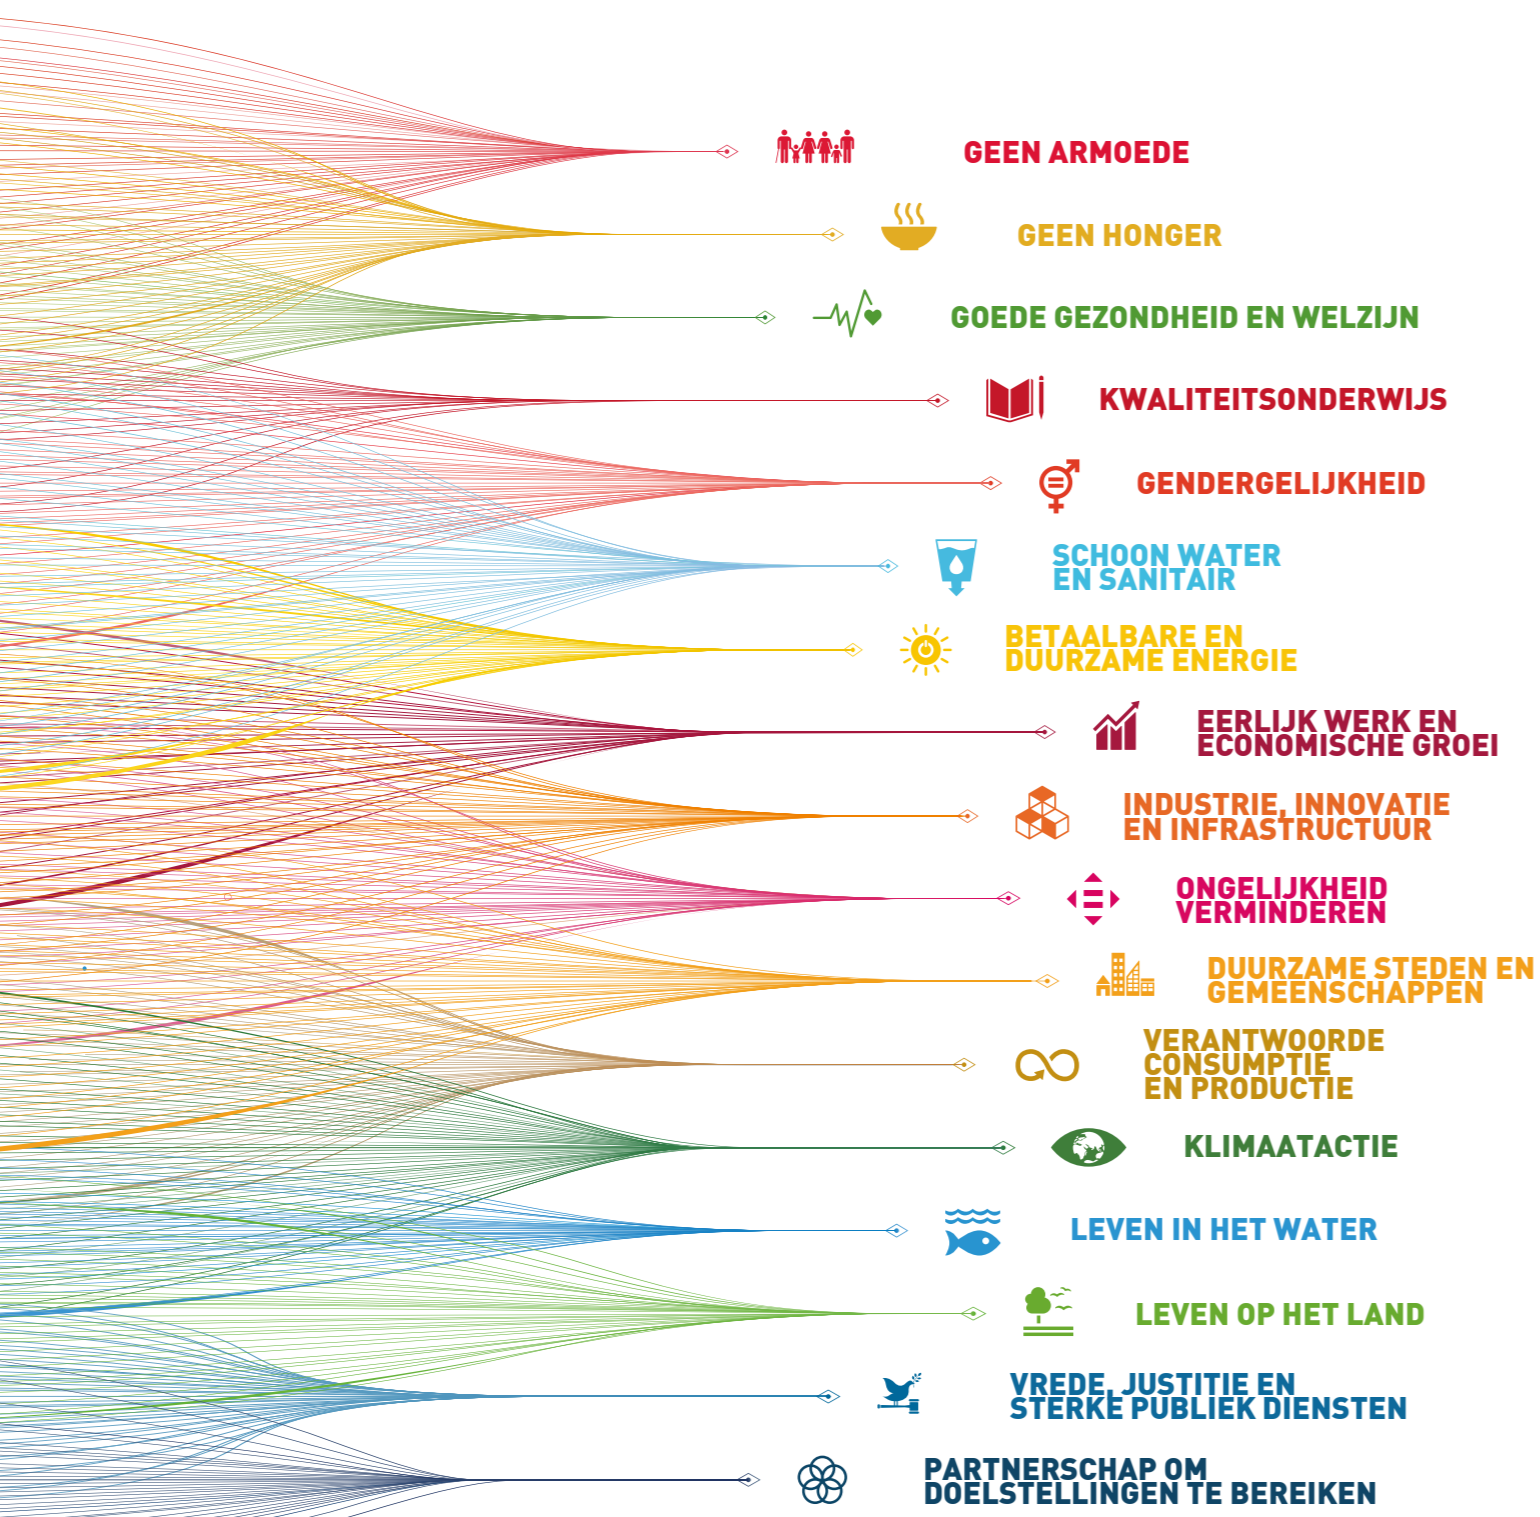 GEEN ARMOEDE
GEEN HONGER
GOEDE GEZONDHEID EN WELZIJN
KWALITEITSONDERWIJS
GENDERGELIJKHEID
SCHOON WATER
EN SANITAIR
BETAALBARE EN
DUURZAME ENERGIE
EERLIJK WERK EN
ECONOMISCHE GROEI
INDUSTRIE, INNOVATIE
EN INFRASTRUCTUUR
ONGELIJKHEID
VERMINDEREN
DUURZAME STEDEN EN
GEMEENSCHAPPEN
VERANTWOORDE
CONSUMPTIE
EN PRODUCTIE
KLIMAATACTIE
LEVEN IN HET WATER
LEVEN OP HET LAND
VREDE, JUSTITIE EN
STERKE PUBLIEK DIENSTEN
PARTNERSCHAP OM
DOELSTELLINGEN TE BEREIKEN